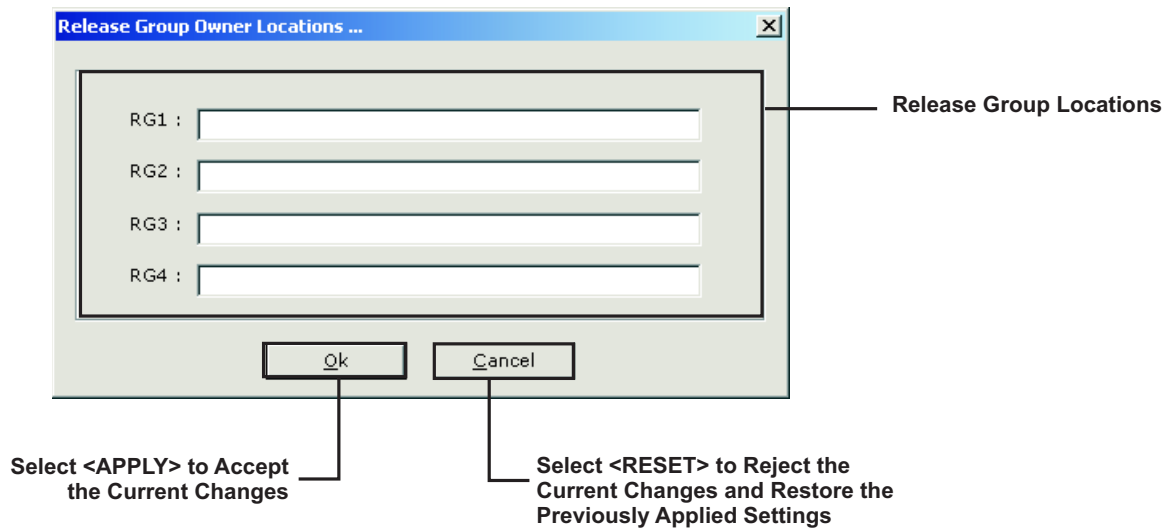 Release Group Owner Locations ...
Release Group Locations
RG1 :
RG2 :
RG3 :
RG4 :
Ok
Cancel
Select <APPLY> to Accept
the Current Changes
Select <RESET> to Reject the
Current Changes and Restore the
Previously Applied Settings